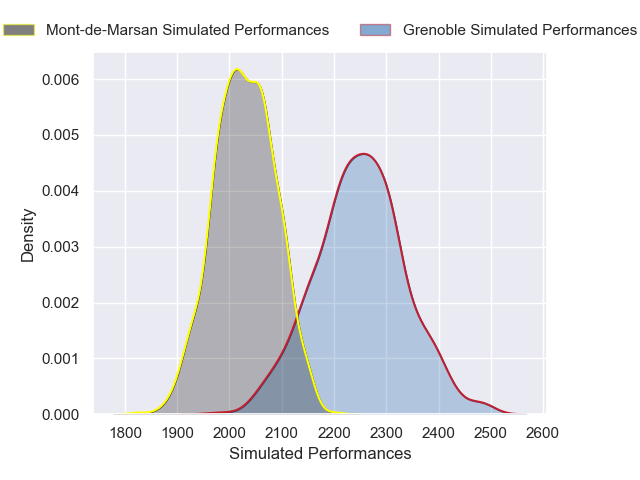 Mont-de-Marsan Simulated Performances
Grenoble Simulated Performances
0.006
0.005
0.004
0.003
0.002
0.001
0.000
Density
1800 1900 2000 2100 2200 2300 2400 2500 2600
Simulated Performances